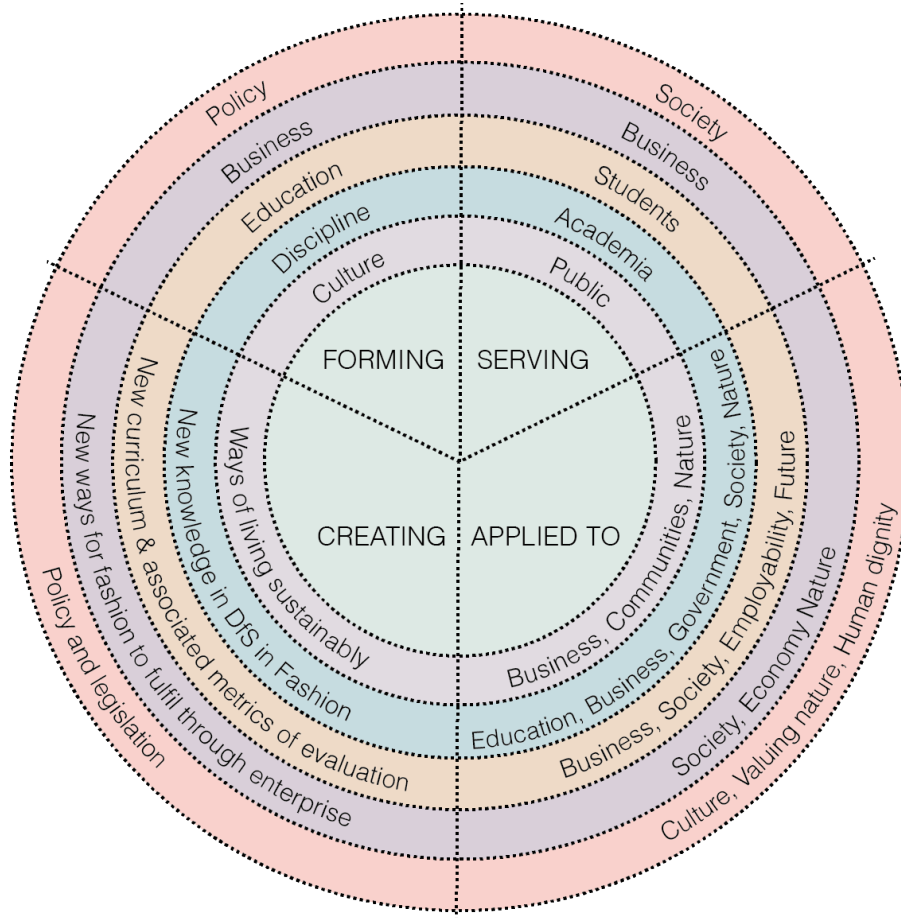 Policy
Society
Business
Business
Education
Students
Discipline
Academia
Culture
Public
FORMING
SERVING
CREATING
APPLIED TO
Ways of living sustainably
Business, Communities, Nature
New knowledge in DfS in Fashion
Education, Business, Government, Society, Nature
New curriculum & associated metrics of evaluation
Business, Society, Employability, Future
New ways for fashion to fulfil through enterprise
Society, Economy Nature
Policy and legislation
Culture, Valuing nature, Human dignity